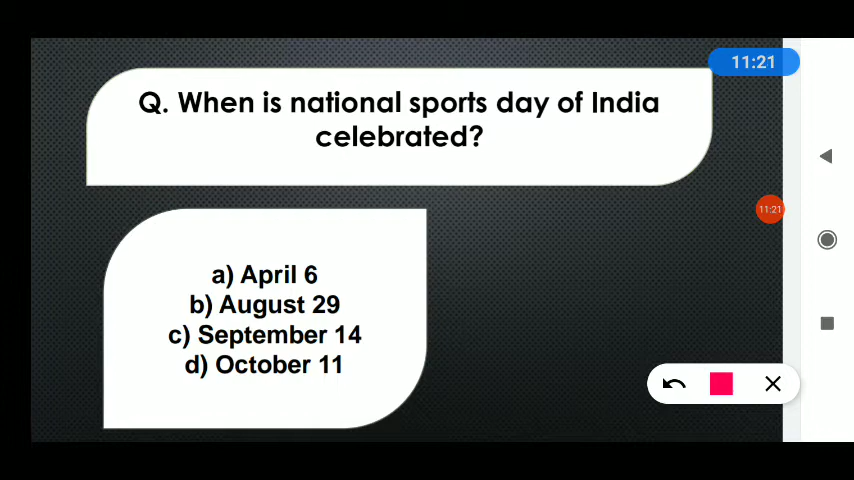 11:21
Q. When is national sports day of India
celebrated?
11:21
a) April 6
b) August 29
c) September 14
d) October 11